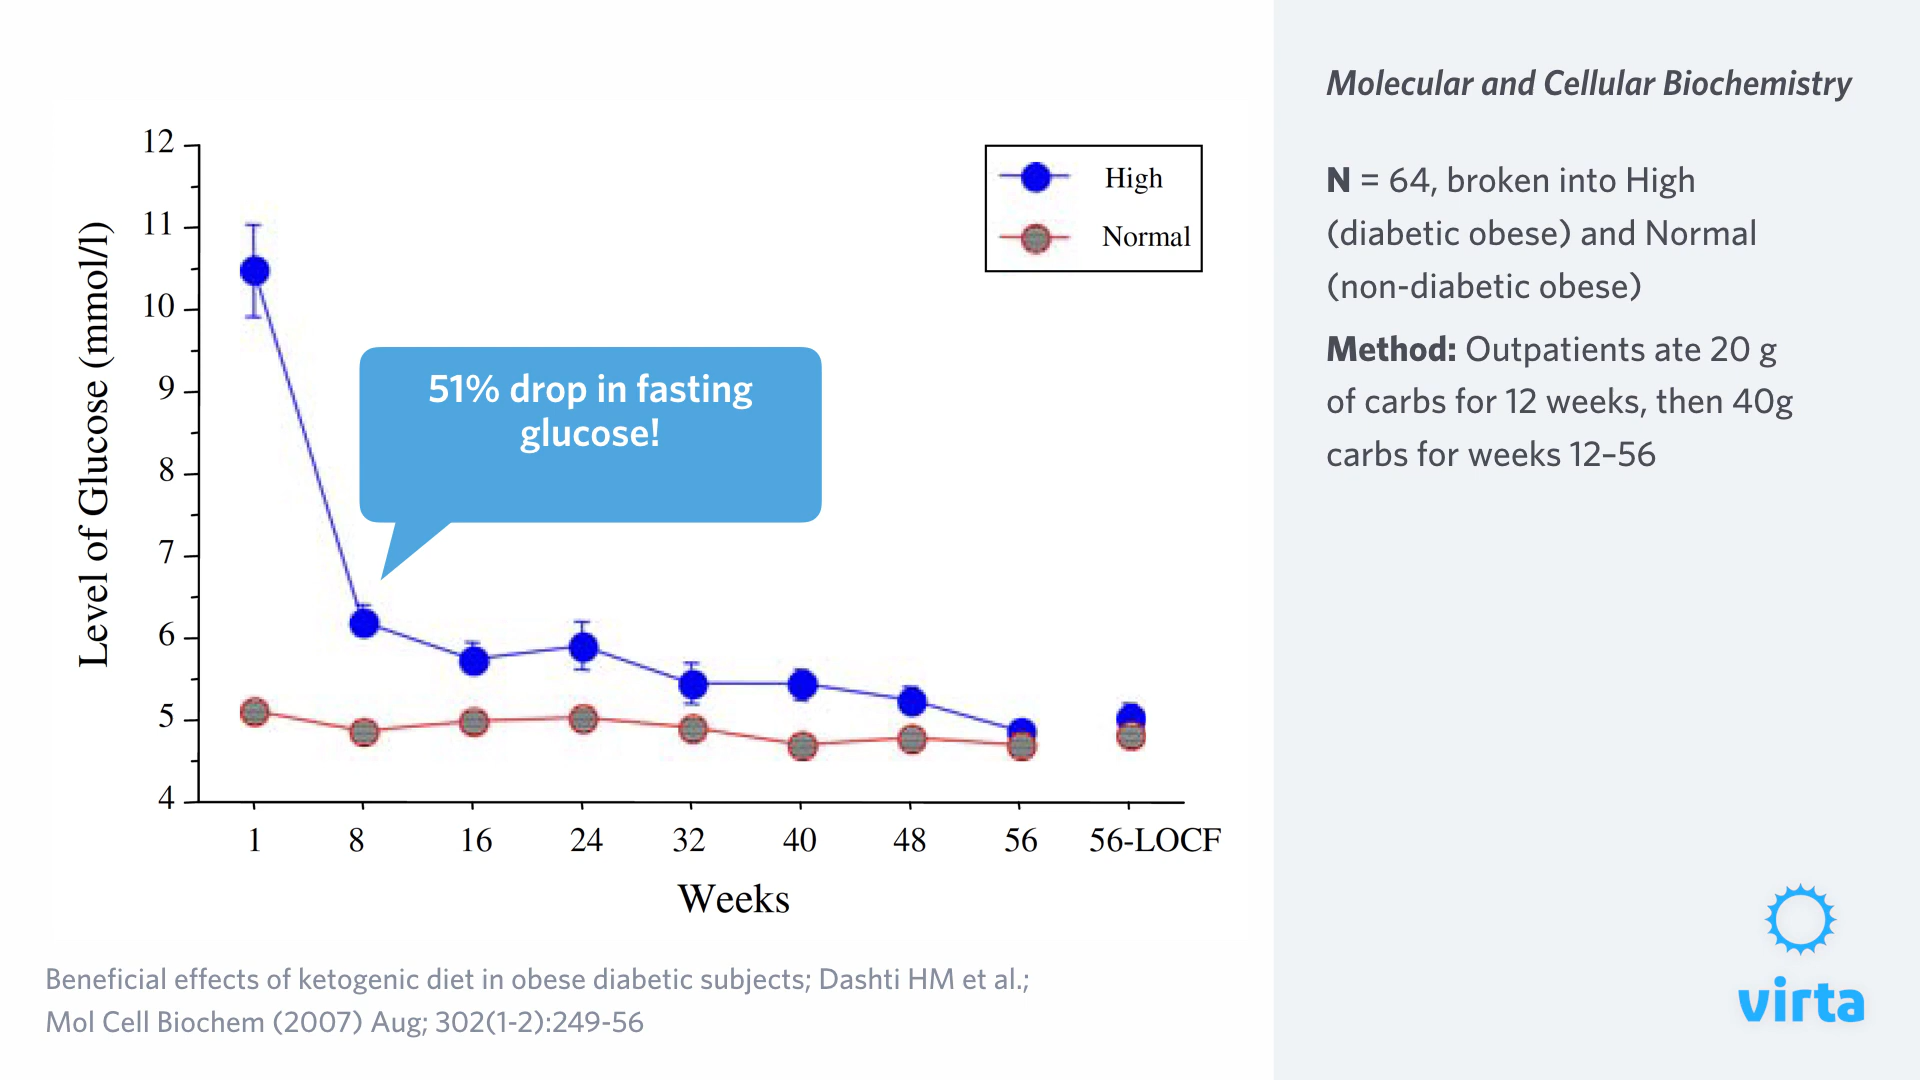 Molecular and Cellular Biochemistry
N = 64, broken into High
(diabetic obese) and Normal
(non-diabetic obese)
Method: Outpatients ate 20 g
of carbs for 12 weeks, then 40g
carbs for weeks 12–56
Level of Glucose (mmol/l)
12
11
10
9
8
7
6
5
4
High
Normal
51% drop in fasting
glucose!
1 8 16 24 32 40 48 56 56-LOCF
Weeks
Beneficial effects of ketogenic diet in obese diabetic subjects; Dashti HM et al.;
Mol Cell Biochem (2007) Aug; 302(1-2):249-56
virta